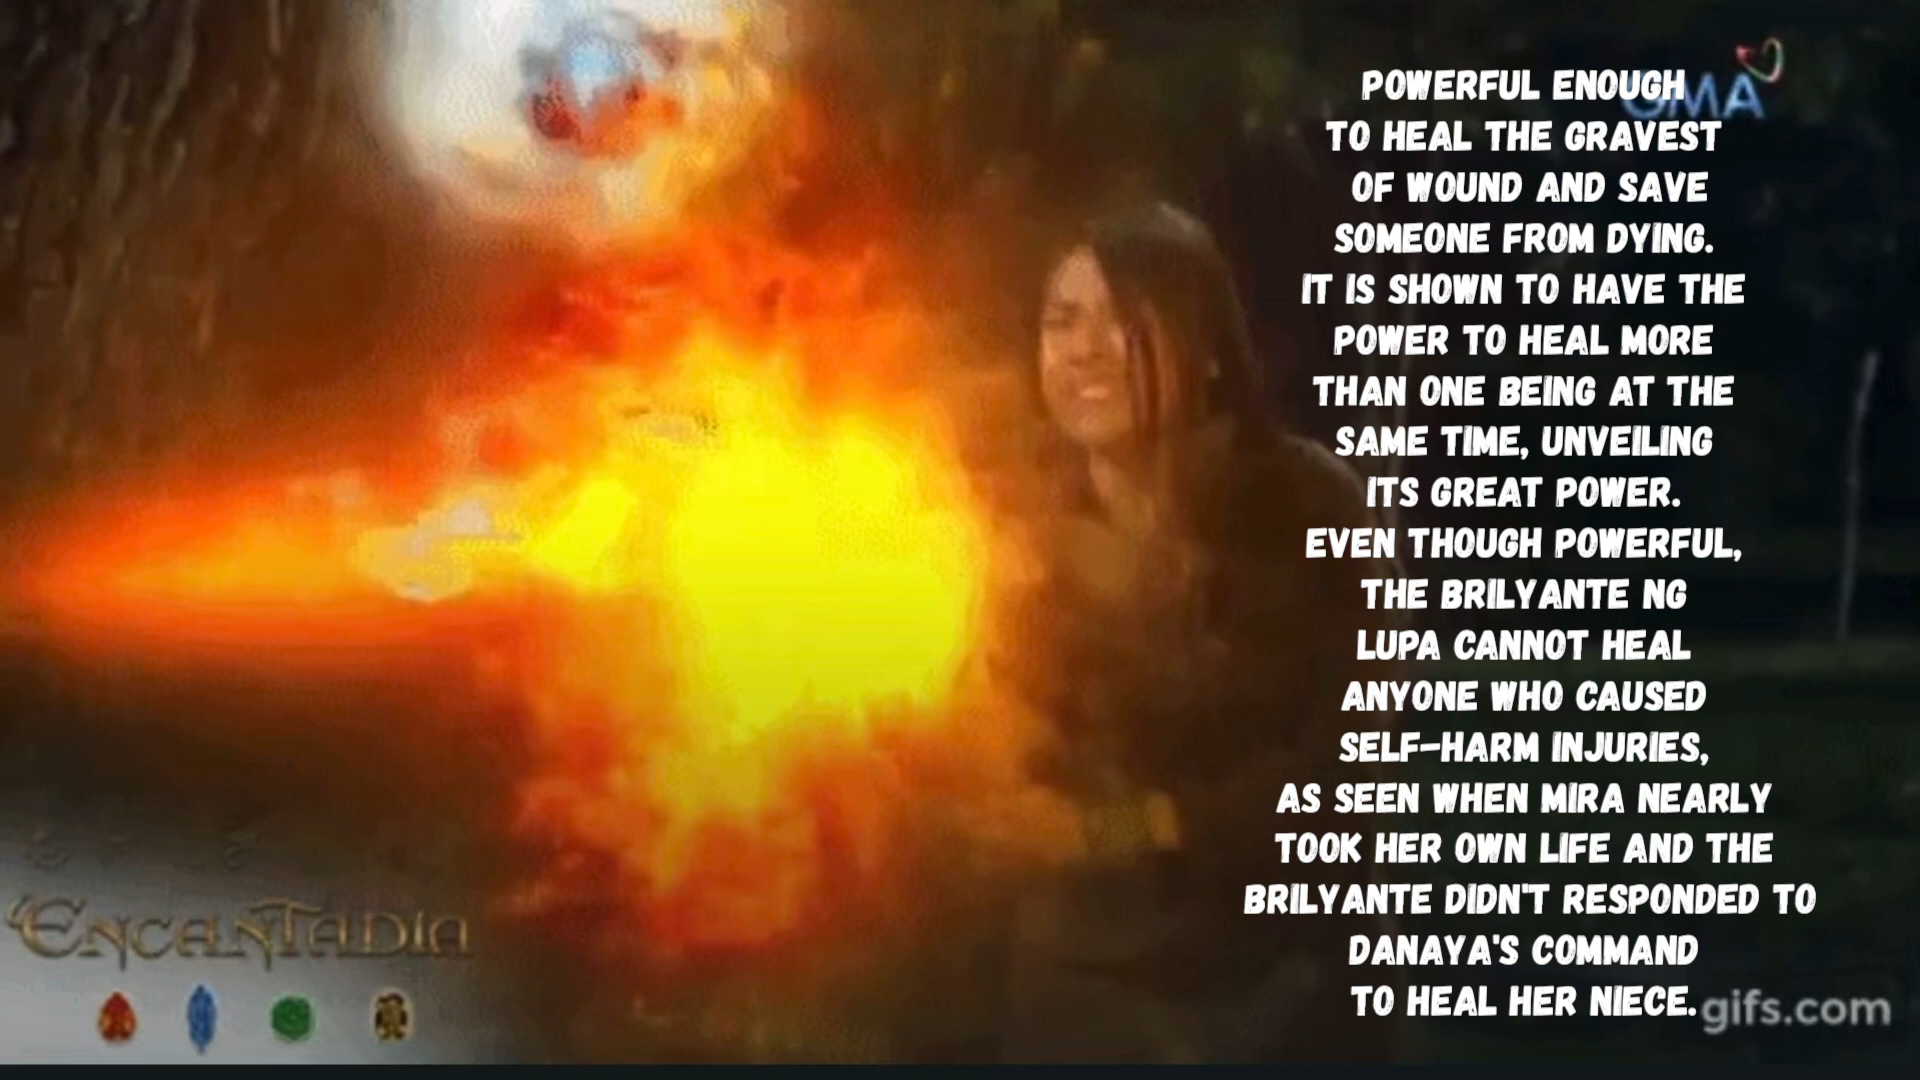 GMA
POWERFUL ENOUGH
TO HEAL THE GRAVEST
OF WOUND AND SAVE
SOMEONE FROM DYING.
IT IS SHOWN TO HAVE THE
POWER TO HEAL MORE
THAN ONE BEING AT THE
SAME TIME, UNVEILING
ITS GREAT POWER.
EVEN THOUGH POWERFUL,
THE BRILYANTE NG
LUPA CANNOT HEAL
ANYONE WHO CAUSED
SELF-HARM INJURIES,
AS SEEN WHEN MIRA NEARLY
TOOK HER OWN LIFE AND THE
BRILYANTE DIDN'T RESPONDED TO
DANAYA'S COMMAND
TO HEAL HER NIECE.
ENCANTADIA
gifs.com